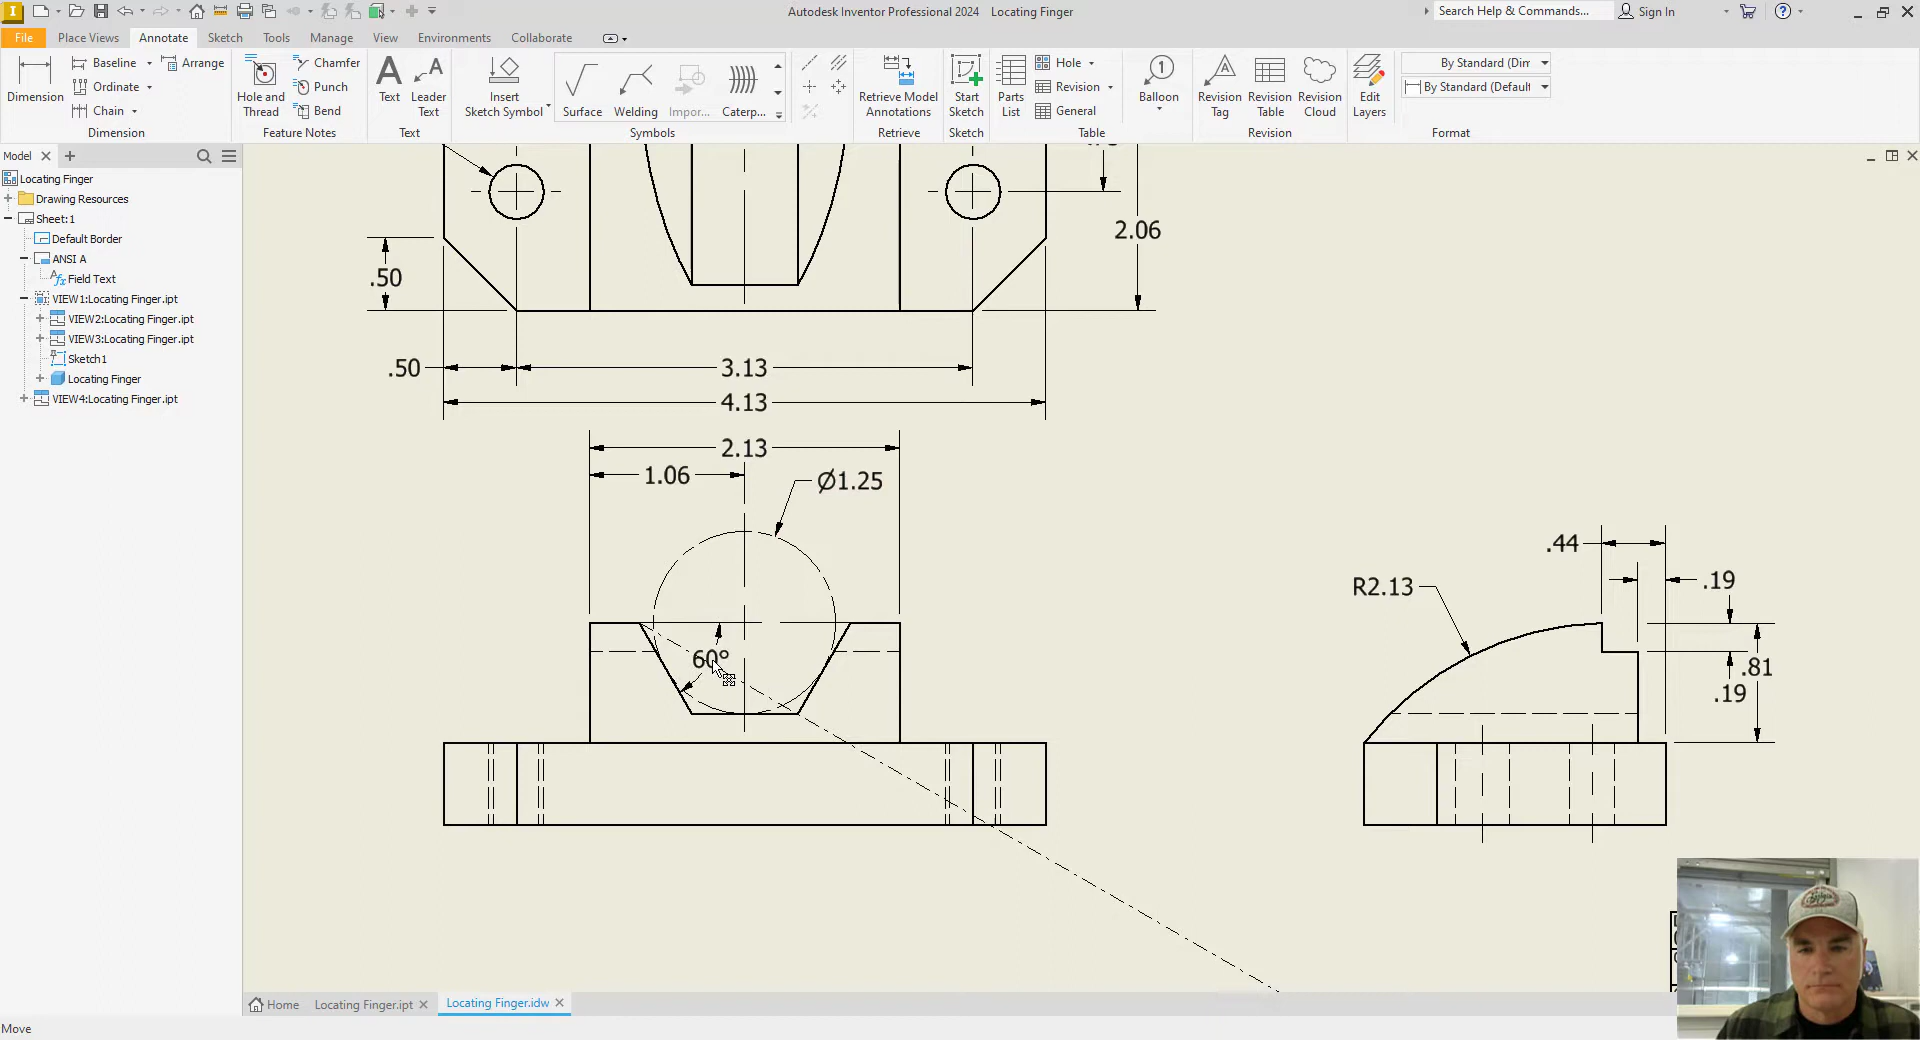 Autodesk Inventor Professional 2024 Locating Finger
Search Help & Commands...
Sign In
File Place Views Annotate Sketch Tools Manage View Environments Collaborate
Dimension
Baseline
Ordinate
Chain
Arrange
Dimension
Hole and Thread
Chamfer
Punch
Bend
Feature Notes
Text
Leader Text
Text
Insert Sketch Symbol
Surface
Welding
Impor...
Caterp...
Symbols
Retrieve Model Annotations
Retrieve
Start Sketch
Sketch
Parts List
Hole
Revision
General
Table
Balloon
1
Revision Tag
Revision Table
Revision Cloud
Revision
Edit Layers
By Standard (Dim
By Standard (Default
Format
Model
Locating Finger
Drawing Resources
Sheet:1
Default Border
ANSI A
Field Text
VIEW1:Locating Finger.ipt
VIEW2:Locating Finger.ipt
VIEW3:Locating Finger.ipt
Sketch1
Locating Finger
VIEW4:Locating Finger.ipt
2.06
.50
.50
3.13
4.13
2.13
1.06
Ø1.25
60°
.44
R2.13
.19
.81
.19
Home
Locating Finger.ipt
Locating Finger.idw
Move